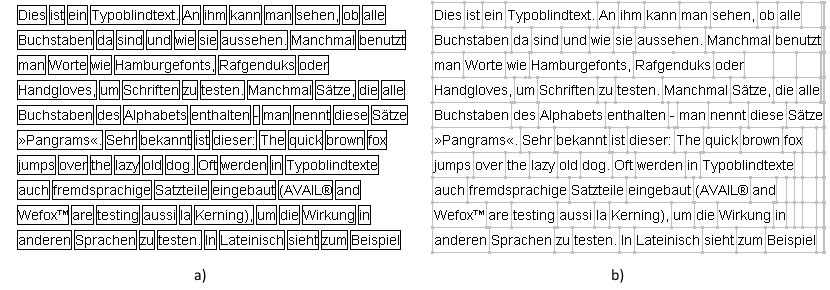 Dies ist ein Typoblindtext. An ihm kann man sehen, ob alle
Buchstaben da sind und wie sie aussehen. Manchmal benutzt
man Worte wie Hamburgefonts, Rafgenduks oder
Handgloves, um Schriften zu testen. Manchmal Sätze, die alle
Buchstaben des Alphabets enthalten - man nennt diese Sätze
»Pangrams«. Sehr bekannt ist dieser: The quick brown fox
jumps over the lazy old dog. Oft werden in Typoblindtexte
auch fremdsprachige Satzteile eingebaut (AVAIL® and
Wefox™ are testing aussi la Kerning), um die Wirkung in
anderen Sprachen zu testen. In Lateinisch sieht zum Beispiel
a)
Dies ist ein Typoblindtext. An ihm kann man sehen, ob alle
Buchstaben da sind und wie sie aussehen. Manchmal benutzt
man Worte wie Hamburgefonts, Rafgenduks oder
Handgloves, um Schriften zu testen. Manchmal Sätze, die alle
Buchstaben des Alphabets enthalten - man nennt diese Sätze
»Pangrams«. Sehr bekannt ist dieser: The quick brown fox
jumps over the lazy old dog. Oft werden in Typoblindtexte
auch fremdsprachige Satzteile eingebaut (AVAIL® and
Wefox™ are testing aussi la Kerning), um die Wirkung in
anderen Sprachen zu testen. In Lateinisch sieht zum Beispiel
b)